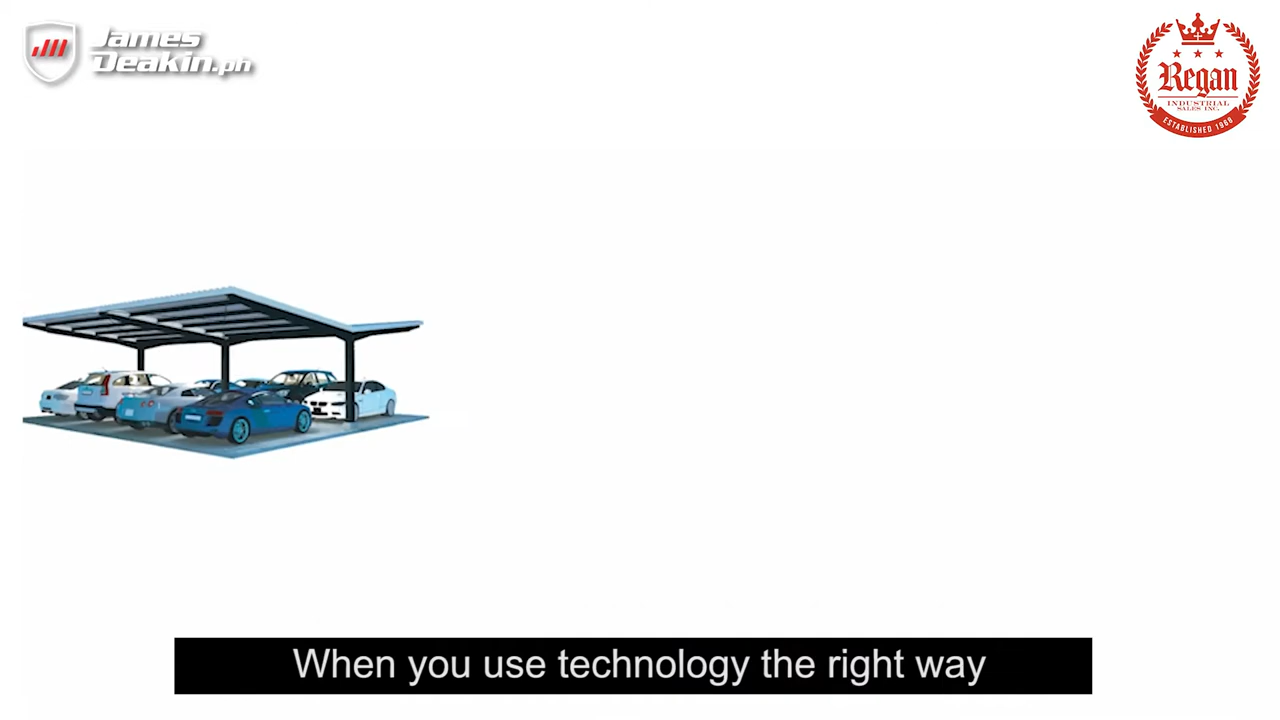 James
Deakin.ph
Regan
INDUSTRIAL
SALES INC.
ESTABLISHED 1968
When you use technology the right way